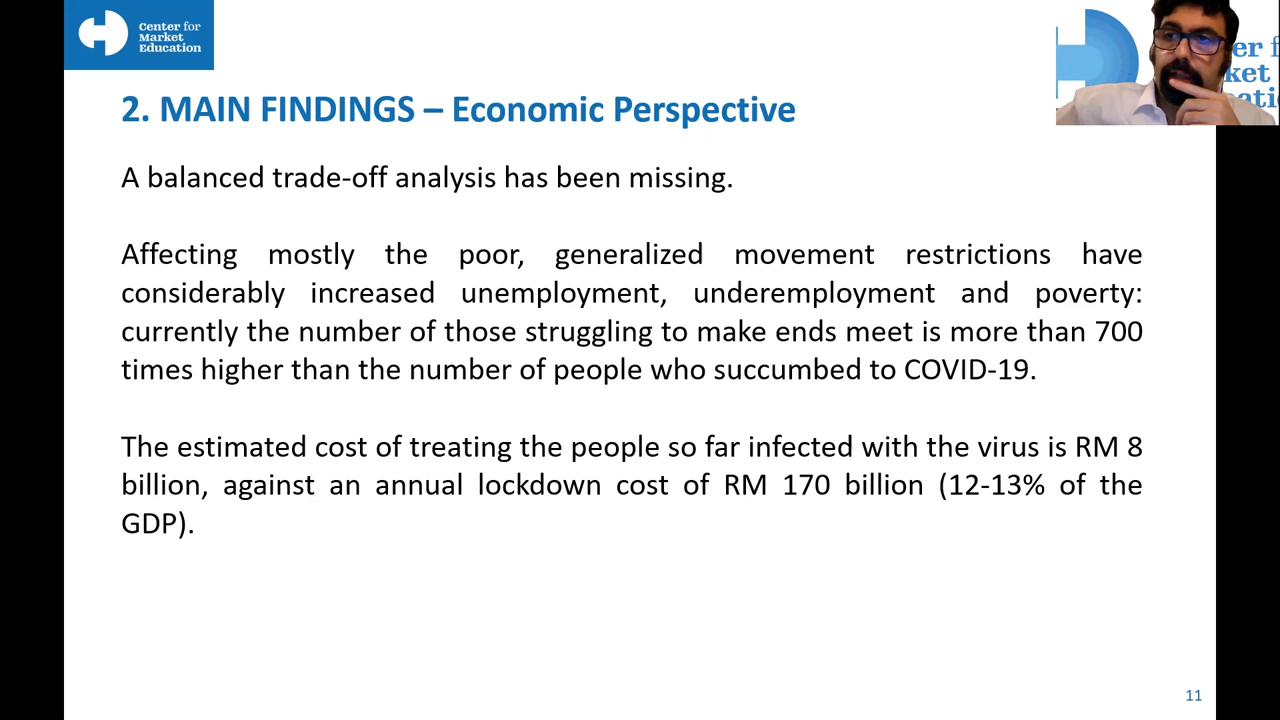 Center for
Market
Education
2. MAIN FINDINGS – Economic Perspective
A balanced trade-off analysis has been missing.
Affecting mostly the poor, generalized movement restrictions have
considerably increased unemployment, underemployment and poverty:
currently the number of those struggling to make ends meet is more than 700
times higher than the number of people who succumbed to COVID-19.
The estimated cost of treating the people so far infected with the virus is RM 8
billion, against an annual lockdown cost of RM 170 billion (12-13% of the
GDP).
11